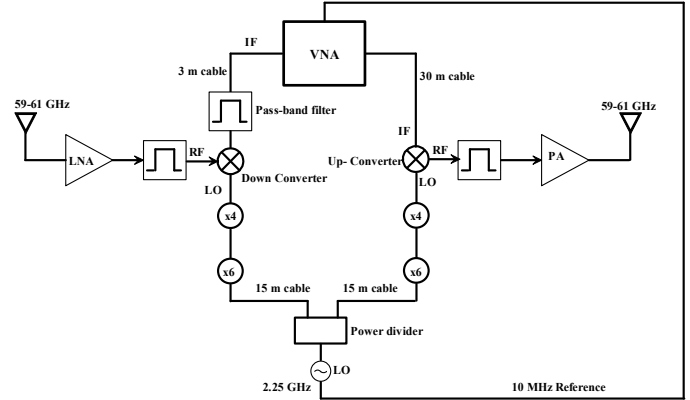 IF
VNA
3 m cable
30 m cable
59-61 GHz
Pass-band filter
59-61 GHz
LNA
RF
IF
Up- Converter
RF
PA
Down Converter
LO
LO
x4
x4
x6
x6
15 m cable
15 m cable
Power divider
LO
2.25 GHz
10 MHz Reference